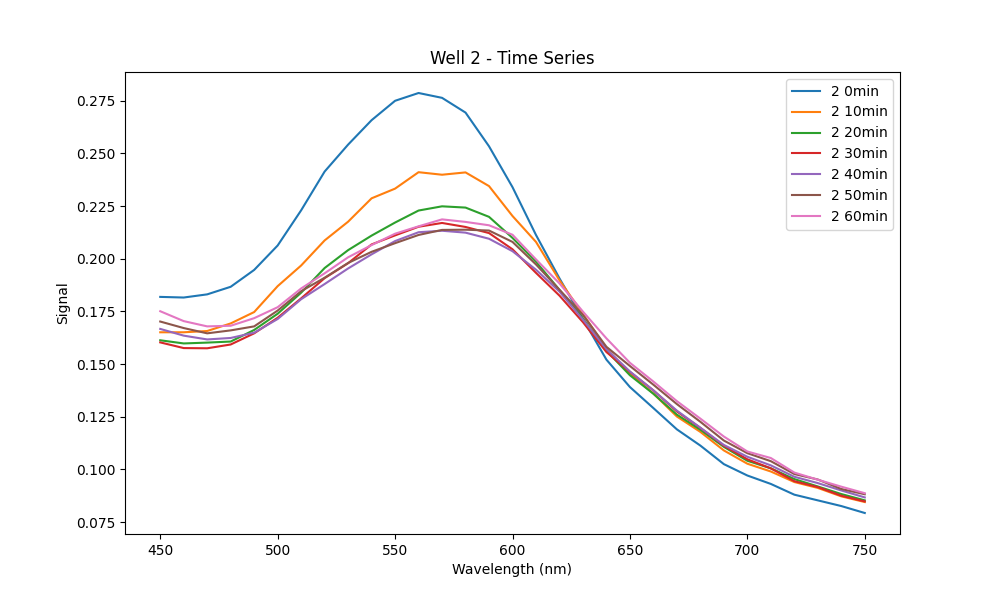 Well 2 - Time Series
Signal
0.275
0.250
0.225
0.200
0.175
0.150
0.125
0.100
0.075
2 0min
2 10min
2 20min
2 30min
2 40min
2 50min
2 60min
450 500 550 600 650 700 750
Wavelength (nm)